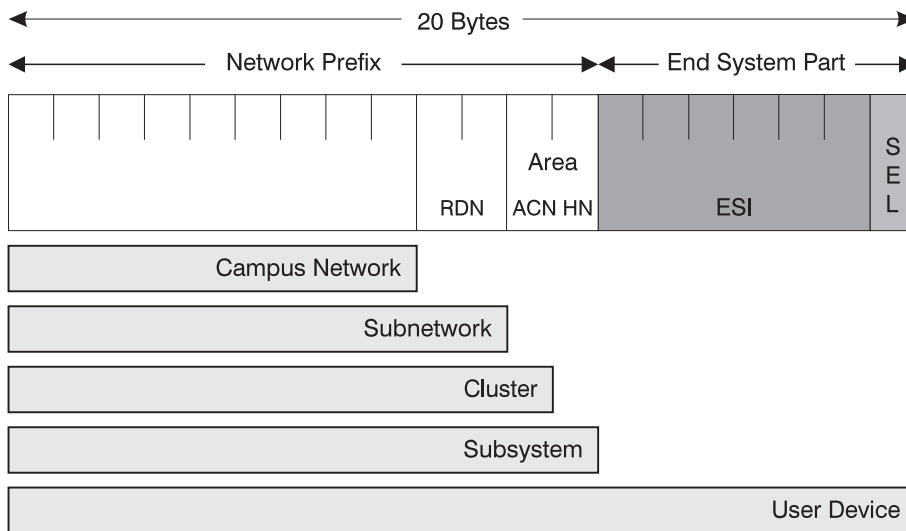 20 Bytes
Network Prefix
End System Part
Area
RDN
ACN HN
ESI
S
E
L
Campus Network
Subnetwork
Cluster
Subsystem
User Device